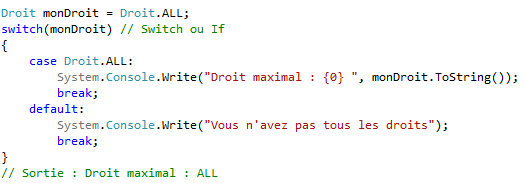 Droit monDroit = Droit.ALL;
switch(monDroit) // Switch ou If
{
    case Droit.ALL:
        System.Console.Write("Droit maximal : {0} ", monDroit.ToString());
        break;
    default:
        System.Console.Write("Vous n'avez pas tous les droits");
        break;
}
// Sortie : Droit maximal : ALL